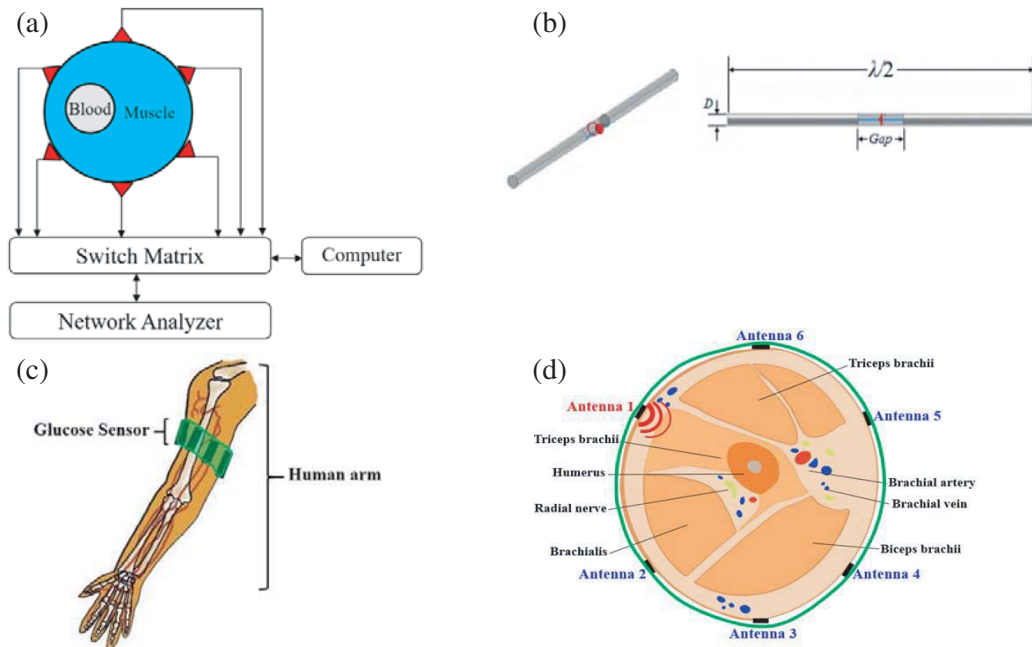 (a)
Blood
Muscle
Switch Matrix
Computer
Network Analyzer
(b)
λ/2
D
Gap
(c)
Glucose Sensor
Human arm
(d)
Antenna 6
Triceps brachii
Antenna 1
Antenna 5
Triceps brachii
Humerus
Radial nerve
Brachial artery
Brachial vein
Brachialis
Biceps brachii
Antenna 2
Antenna 4
Antenna 3